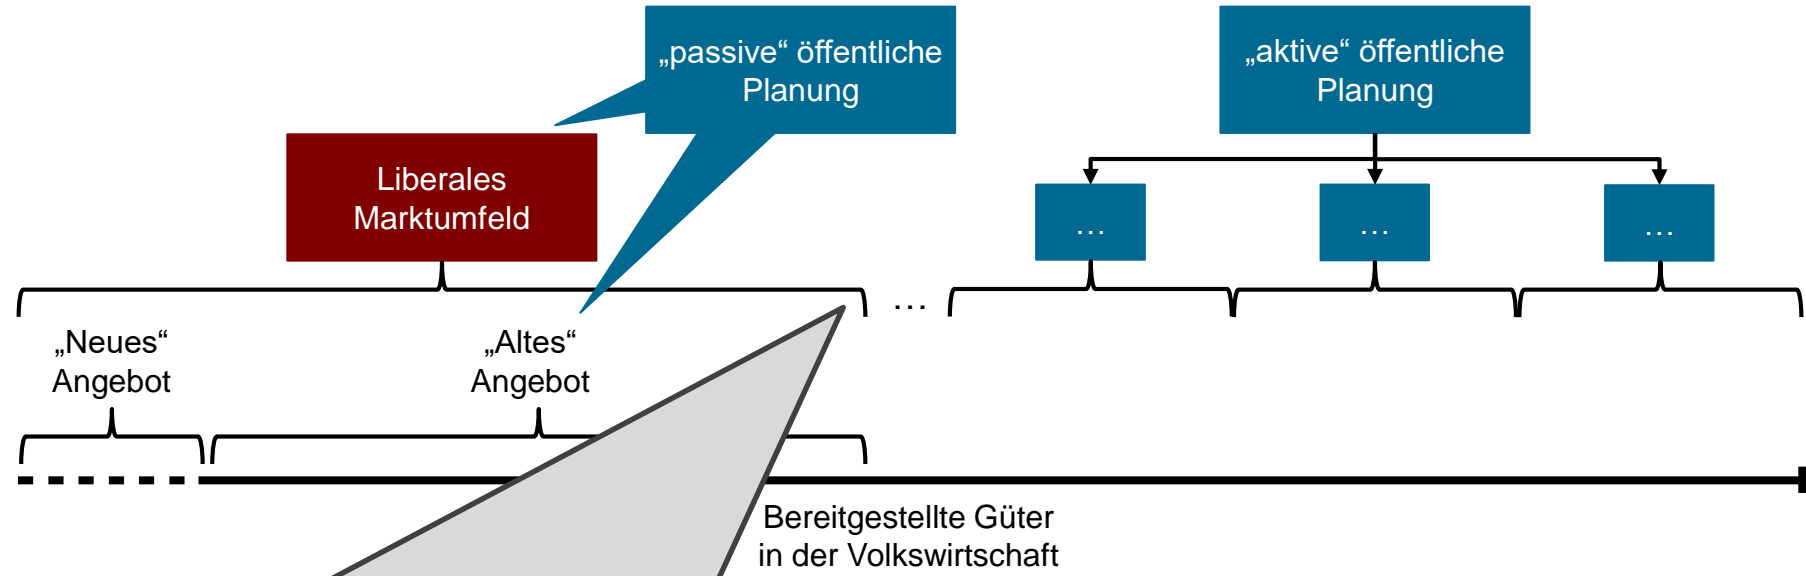 „passive“ öffentliche
Planung
„aktive“ öffentliche
Planung
Liberales
Marktumfeld
...
...
...
...
„Neues“
Angebot
„Altes“
Angebot
Bereitgestellte Güter
in der Volkswirtschaft